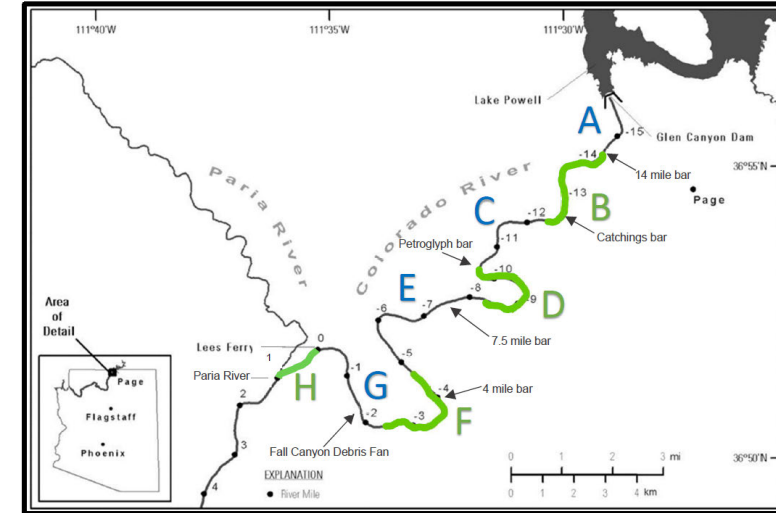 111°40'W
111°35'W
111°30'W
Lake Powell
A
-15
Glen Canyon Dam
-14
36°55'N
14 mile bar
Paria River
Colorado River
-13
B
Page
C
-12
Catchings bar
Petroglyph bar
-11
-10
E
-8
-9
D
-6
-7
7.5 mile bar
Area
of
Detail
0
Lees Ferry
1
-5
Paria River
-1
G
-4
4 mile bar
H
Page
2
Flagstaff
-2
-3
F
Phoenix
Fall Canyon Debris Fan
3
36°50'N
EXPLANATION
River Mile
4
0 1 2 3 mi
0 1 2 3 4 km